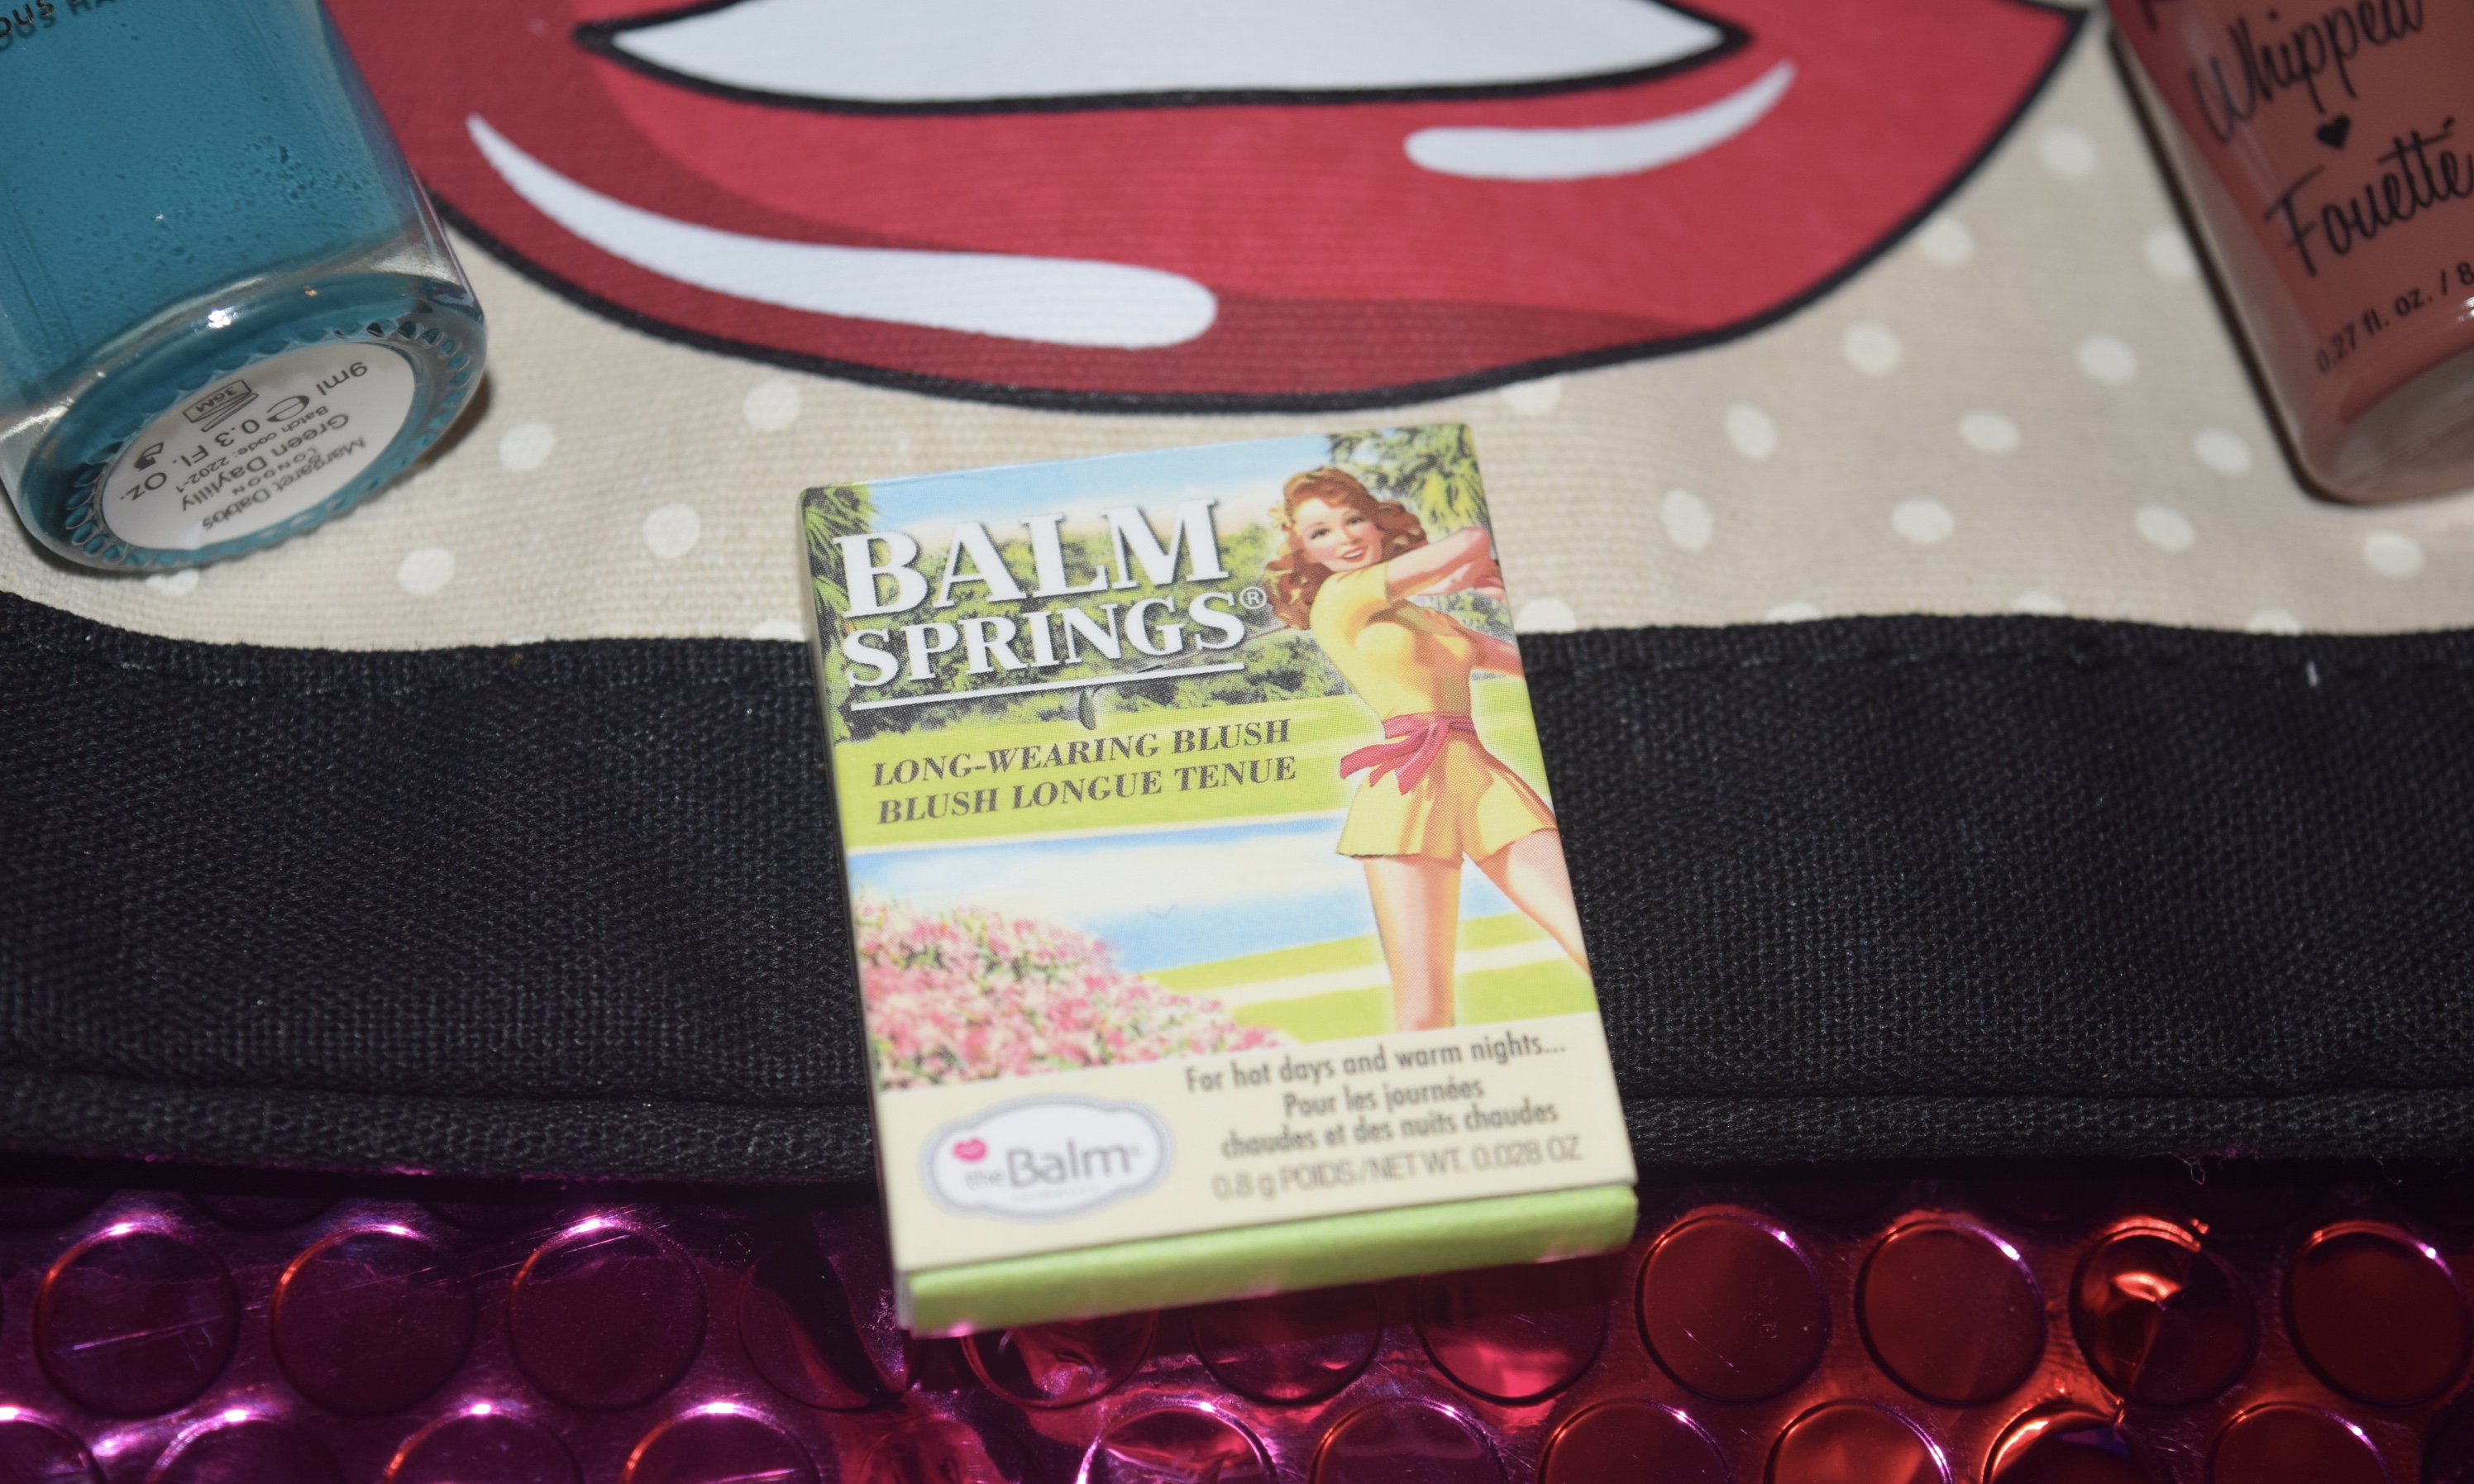 BALM
SPRINGS®
LONG-WEARING BLUSH
BLUSH LONGUE TENUE
For hot days and warm nights...
Pour les journées
chaudes et des nuits chaudes
0.8 g POIDS/NET WT. 0.028 OZ
theBalm®
Whipped
Fouetté
0.27 fl. oz. / 8
Margaret Dabbs
LONDON
Green Daylilly
Batch code: 2202-1
9ml e 0.3 Fl. Oz.
36M